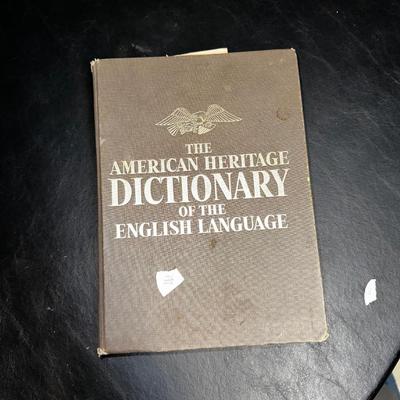 THE
AMERICAN HERITAGE
DICTIONARY
OF THE
ENGLISH LANGUAGE